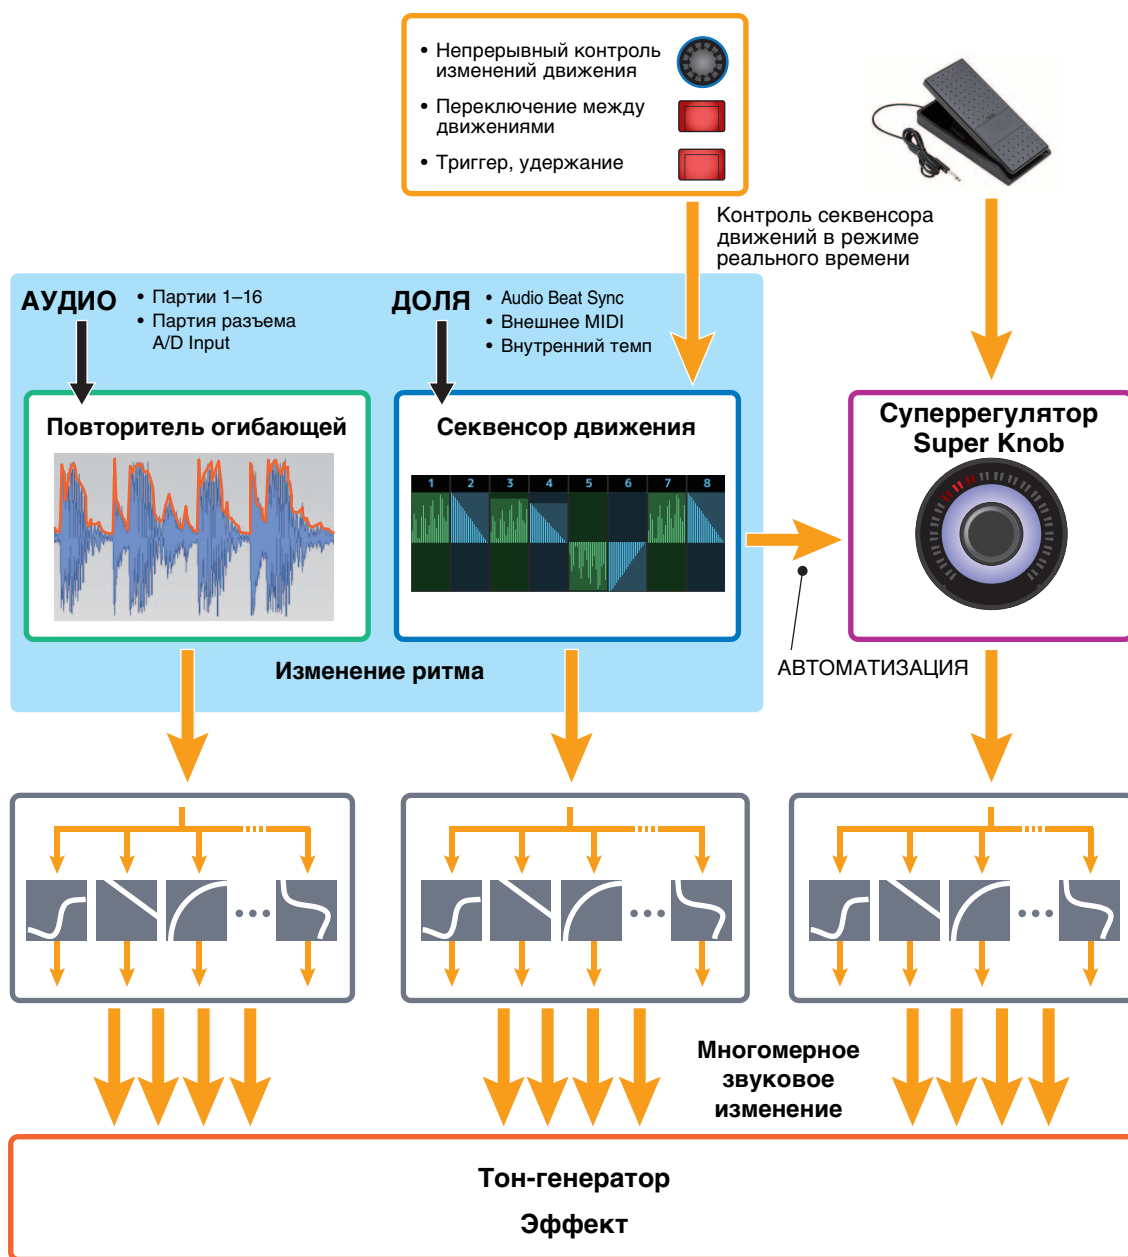 • Непрерывный контроль
изменений движения
• Переключение между
движениями
• Триггер, удержание
Контроль секвенсора
движений в режиме
реального времени
АУДИО
• Партии 1–16
• Партия разъема
A/D Input
ДОЛЯ
• Audio Beat Sync
• Внешнее MIDI
• Внутренний темп
Повторитель огибающей
Секвенсор движения
1 2 3 4 5 6 7 8
Суперрегулятор
Super Knob
Изменение ритма
АВТОМАТИЗАЦИЯ
Многомерное
звуковое
изменение
Тон-генератор
Эффект